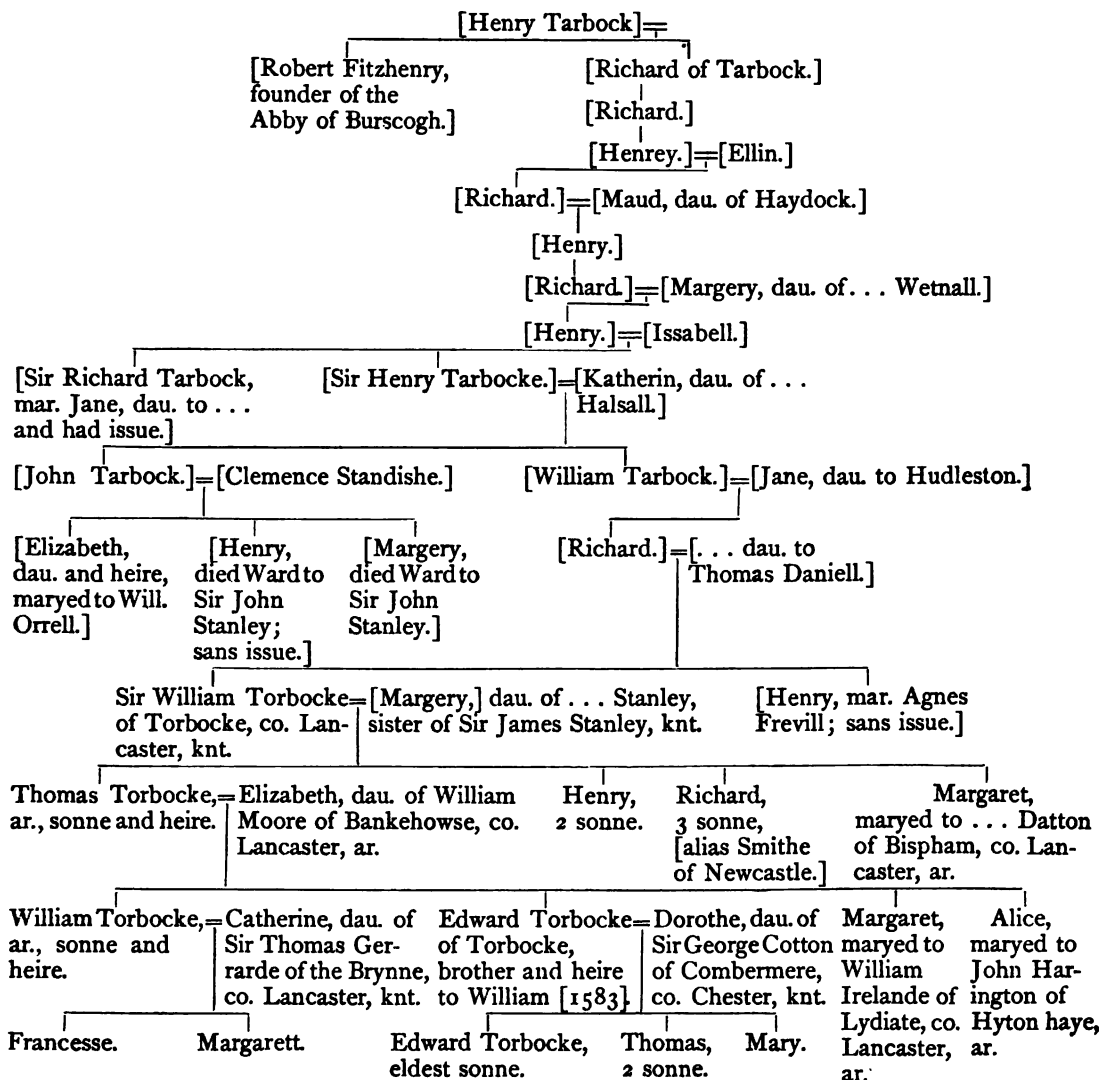 [Henry Tarbock]=
[Robert Fitzhenry,
founder of the
Abby of Burscogh.]
[Richard of Tarbock.]
[Richard.]
[Henrey.]=[Ellin.]
[Richard.]=[Maud, dau. of Haydock.]
[Henry.]
[Richard.]=[Margery, dau. of . . . Wetnall.]
[Henry.]=[Issabell.]
[Sir Richard Tarbock,
mar. Jane, dau. to . . .
and had issue.]
[Sir Henry Tarbocke.]=[Katherin, dau. of . . .
Halsall.]
[John Tarbock.]=[Clemence Standishe.]
[William Tarbock.]=[Jane, dau. to Hudleston.]
[Elizabeth,
dau. and heire,
maryed to Will.
Orrell.]
[Henry,
died Ward to
Sir John
Stanley;
sans issue.]
[Margery,
died Ward to
Sir John
Stanley.]
[Richard.]=[. . . dau. to
Thomas Daniell.]
Sir William Torbocke=
of Torbocke, co. Lan-
caster, knt.
[Margery,] dau. of . . . Stanley,
sister of Sir James Stanley, knt.
[Henry, mar. Agnes
Frevill; sans issue.]
Thomas Torbocke,=
ar., sonne and heire.
Elizabeth, dau. of William
Moore of Bankehowse, co.
Lancaster, ar.
Henry,
2 sonne.
Richard,
3 sonne,
[alias Smithe
of Newcastle.]
Margaret,
maryed to . . . Datton
of Bispham, co. Lan-
caster, ar.
William Torbocke,=
ar., sonne and
heire.
Catherine, dau. of
Sir Thomas Ger-
rarde of the Brynne,
co. Lancaster, knt.
Edward Torbocke=
of Torbocke,
brother and heire
to William [1583]
Dorothe, dau. of
Sir George Cotton
of Combermere,
co. Chester, knt.
Margaret,
maryed to
William
Irelande of
Lydiate, co.
Lancaster,
ar.
Alice,
maryed to
John Har-
ington of
Hyton haye,
ar.
Francesse.
Margarett.
Edward Torbocke,
eldest sonne.
Thomas,
2 sonne.
Mary.